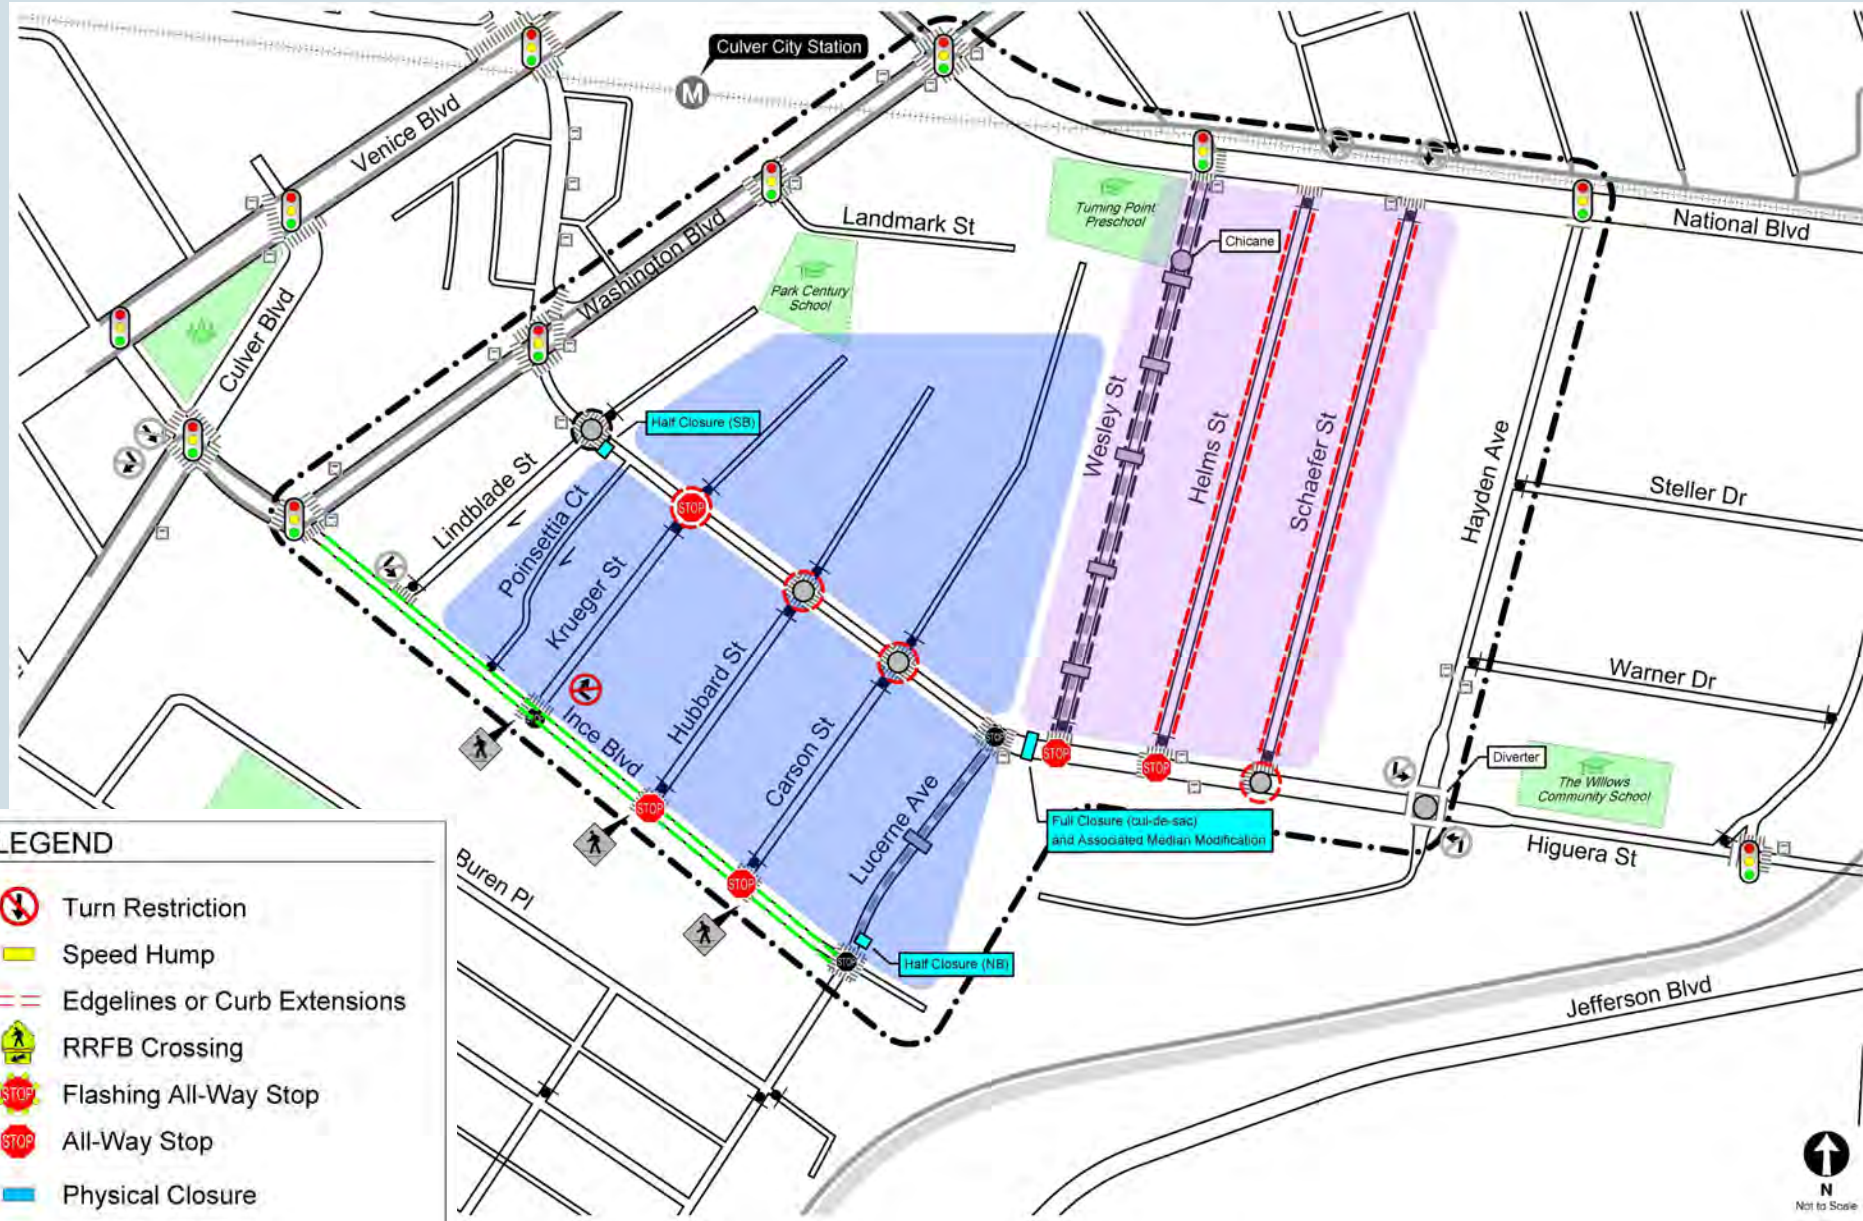 Culver City Station
M
Venice Blvd
Washington Blvd
Landmark St
Turning Point
Preschool
National Blvd
Chicane
Park Century
School
Culver Blvd
Half Closure (SB)
Lindblade St
Poinsettia Ct
Krueger St
STOP
Wesley St
Helms St
Schaefer St
Hayden Ave
Steller Dr
Warner Dr
Ince Blvd
Hubbard St
Carson St
Lucerne Ave
STOP
STOP
STOP
STOP
STOP
STOP
STOP
Diverter
The Willows
Community School
Full Closure (cul-de-sac)
and Associated Median Modification
Higuera St
Half Closure (NB)
Buren Pl
Jefferson Blvd
LEGEND
Turn Restriction
Speed Hump
Edgelines or Curb Extensions
RRFB Crossing
STOP
Flashing All-Way Stop
STOP
All-Way Stop
Physical Closure
N
Not to Scale